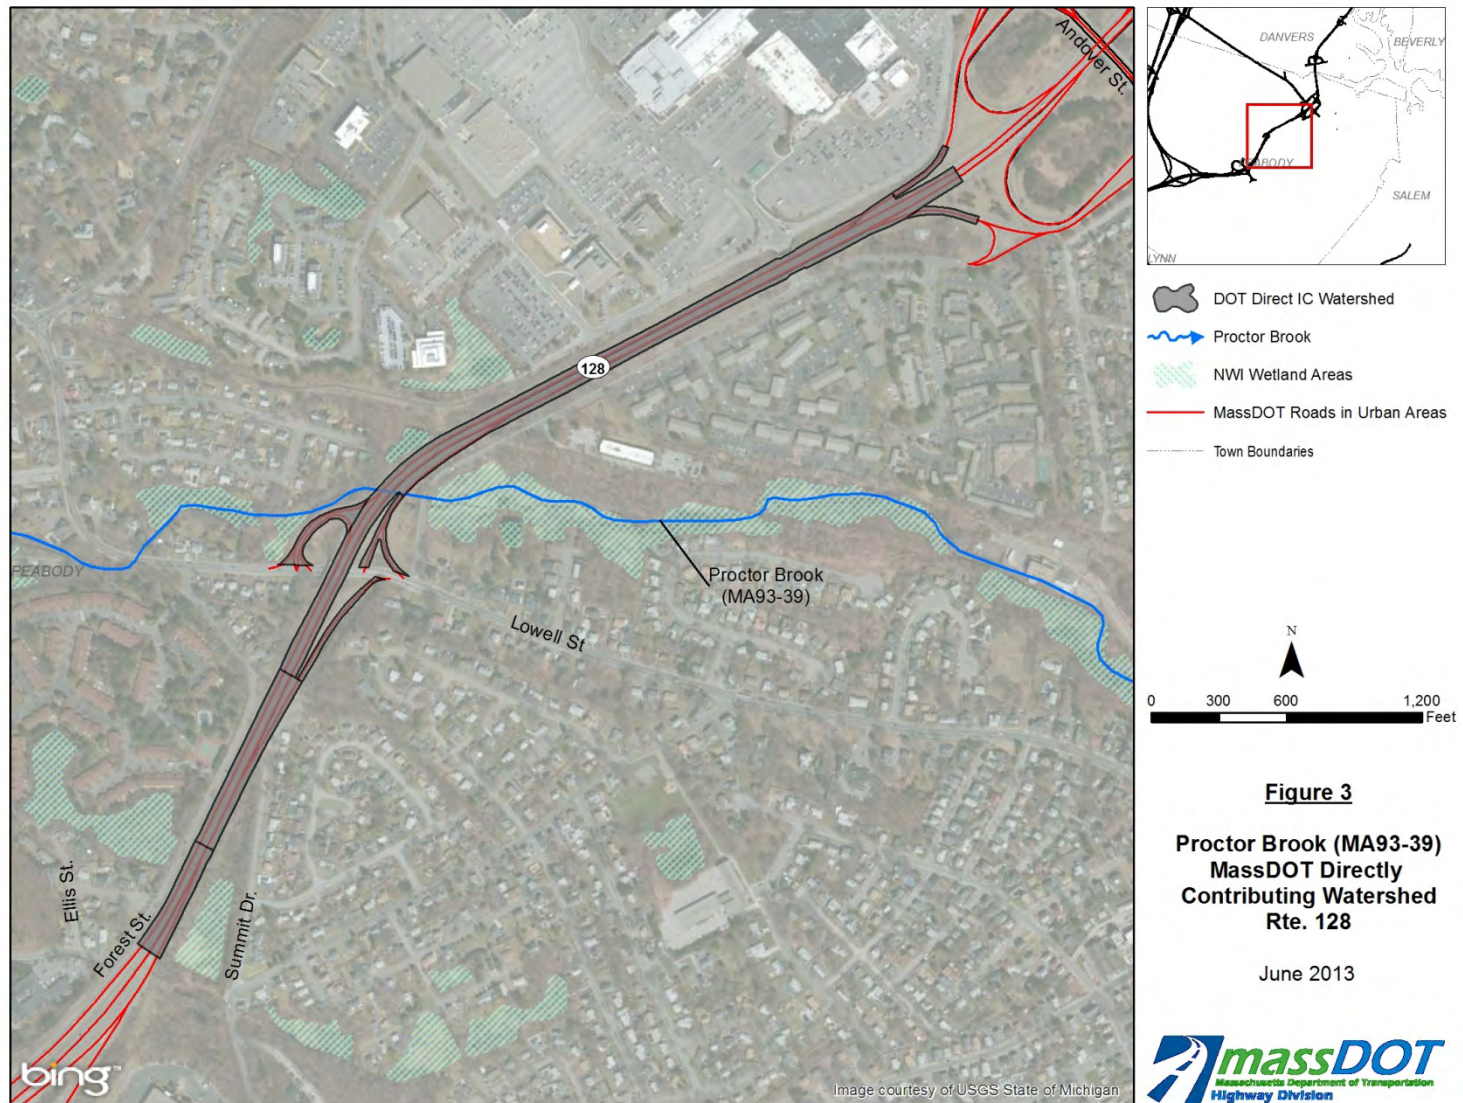 Andover St.
128
PEABODY
Proctor Brook
(MA93-39)
Lowell St
Ellis St.
Forest St.
Summit Dr.
bing™
Image courtesy of USGS State of Michigan
DANVERS
BEVERLY
PEABODY
SALEM
LYNN
DOT Direct IC Watershed
Proctor Brook
NWI Wetland Areas
MassDOT Roads in Urban Areas
Town Boundaries
N
0 300 600 1,200
Feet
Figure 3
Proctor Brook (MA93-39)
MassDOT Directly
Contributing Watershed
Rte. 128
June 2013
massDOT
Massachusetts Department of Transportation
Highway Division